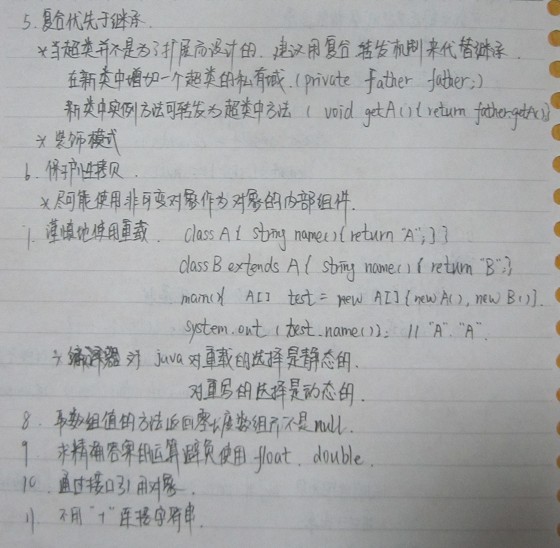 5. 复合优先于继承.
* 当超类并不是为了扩展而设计的. 建议用复合 转发机制来代替继承.
在新类中增加一个超类的私有域. (private Father father;)
新类中实例方法可转发为超类中方法 ( void getA(){return father.getA()}
* 装饰模式
6. 保护性拷贝.
* 尽可能使用非可变对象作为对象的内部组件.
7. 谨慎地使用重载. class A{ string name(){return "A";}}
class B extends A{ string name(){ return "B";}
main(){ A[] test = new A[]{new A(), new B()}.
system.out (test.name()); // "A". "A".
→ 编译器对 java 对重载的选择是静态的.
对重写的选择是动态的.
8. 零数组值的方法返回零长度数组而不是null.
9 求精确答案的运算避免使用 float. double.
10. 通过接口引用对象.
11. 不用 "+" 连接字符串.